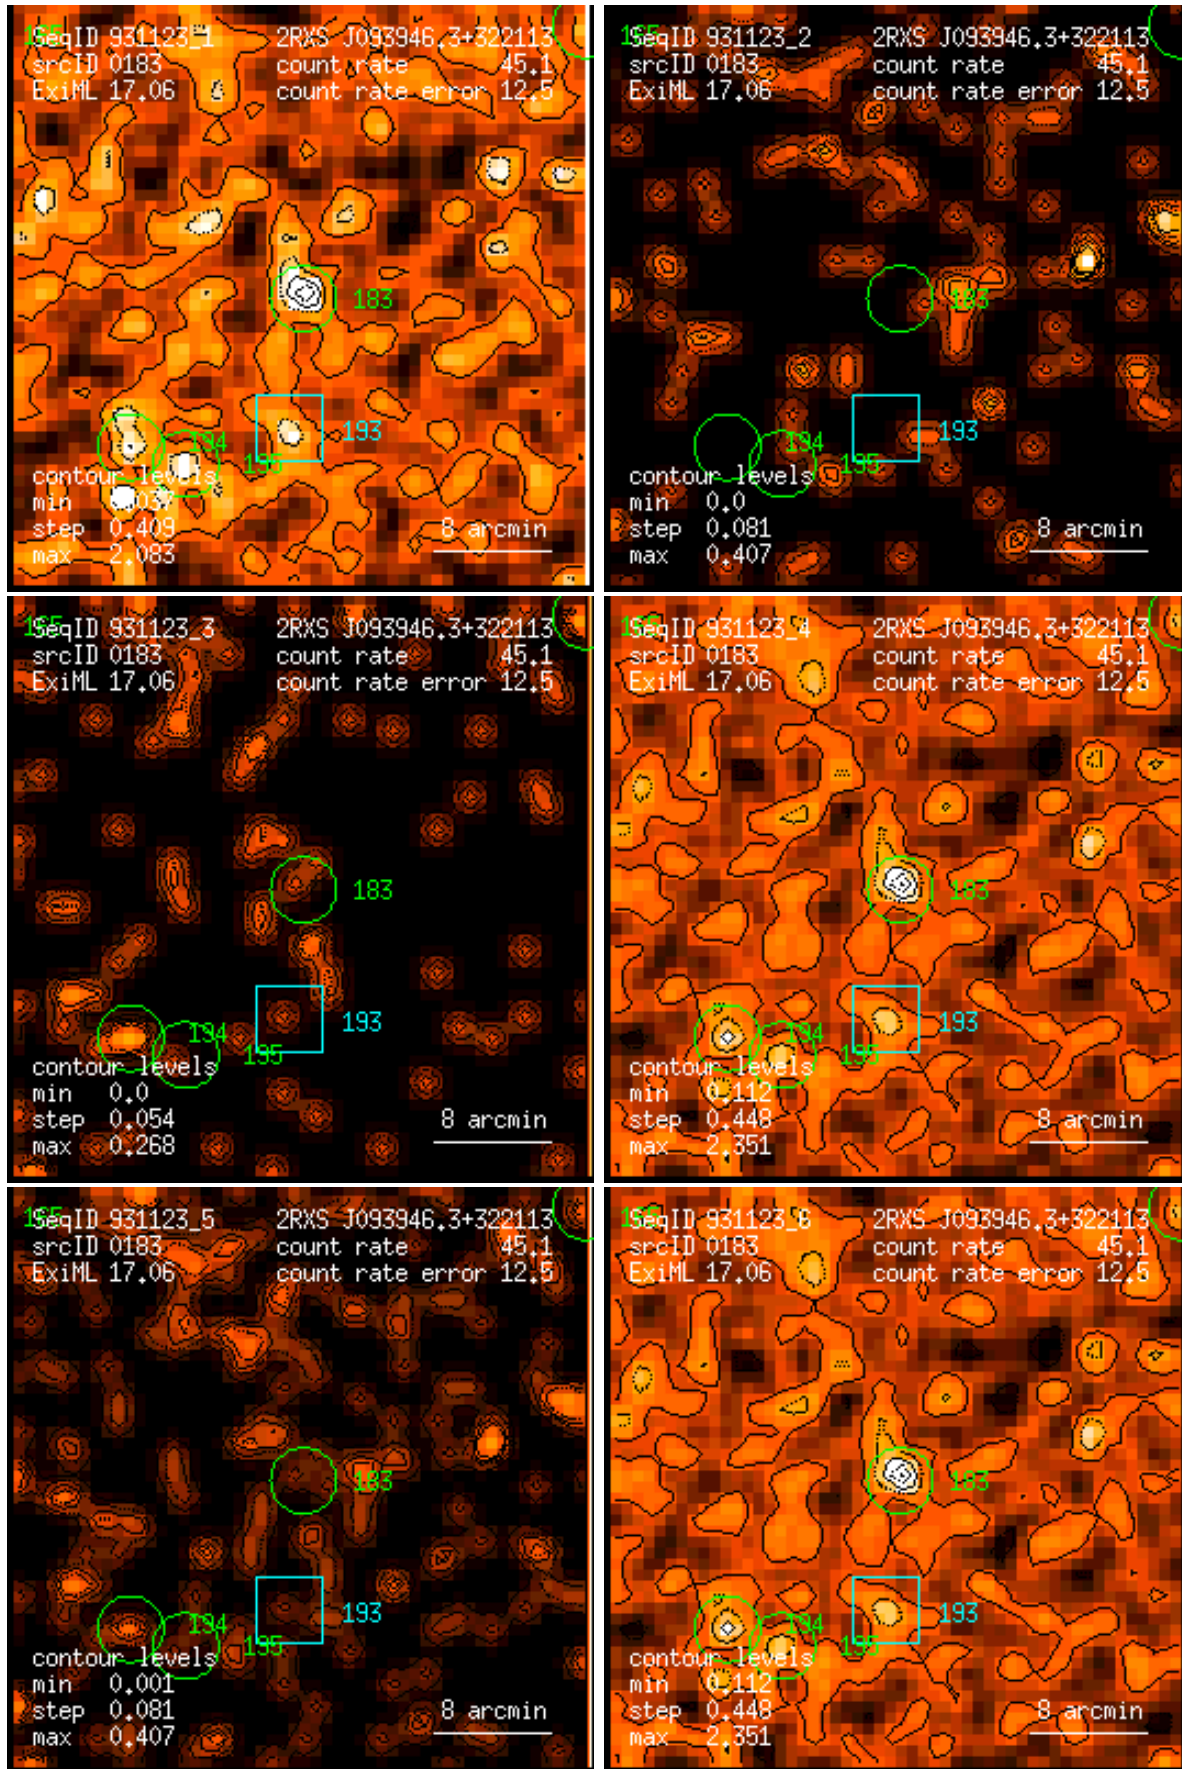 165
SeqID 931123_1 2RXS J093946.3+322113
srcID 0183 count rate 45.1
ExiML 17.06 count rate error 12.5
183
193
194
195
contour levels
min 0.037
step 0.409
max 2.083
8 arcmin
165
SeqID 931123_2 2RXS J093946.3+322113
srcID 0183 count rate 45.1
ExiML 17.06 count rate error 12.5
183
193
194
195
contour levels
min 0.0
step 0.081
max 0.407
8 arcmin
165
SeqID 931123_3 2RXS J093946.3+322113
srcID 0183 count rate 45.1
ExiML 17.06 count rate error 12.5
183
193
194
195
contour levels
min 0.0
step 0.054
max 0.268
8 arcmin
165
SeqID 931123_4 2RXS J093946.3+322113
srcID 0183 count rate 45.1
ExiML 17.06 count rate error 12.5
183
193
194
195
contour levels
min 0.112
step 0.448
max 2.351
8 arcmin
165
SeqID 931123_5 2RXS J093946.3+322113
srcID 0183 count rate 45.1
ExiML 17.06 count rate error 12.5
183
193
194
195
contour levels
min 0.001
step 0.081
max 0.407
8 arcmin
165
SeqID 931123_6 2RXS J093946.3+322113
srcID 0183 count rate 45.1
ExiML 17.06 count rate error 12.5
183
193
194
195
contour levels
min 0.112
step 0.448
max 2.351
8 arcmin